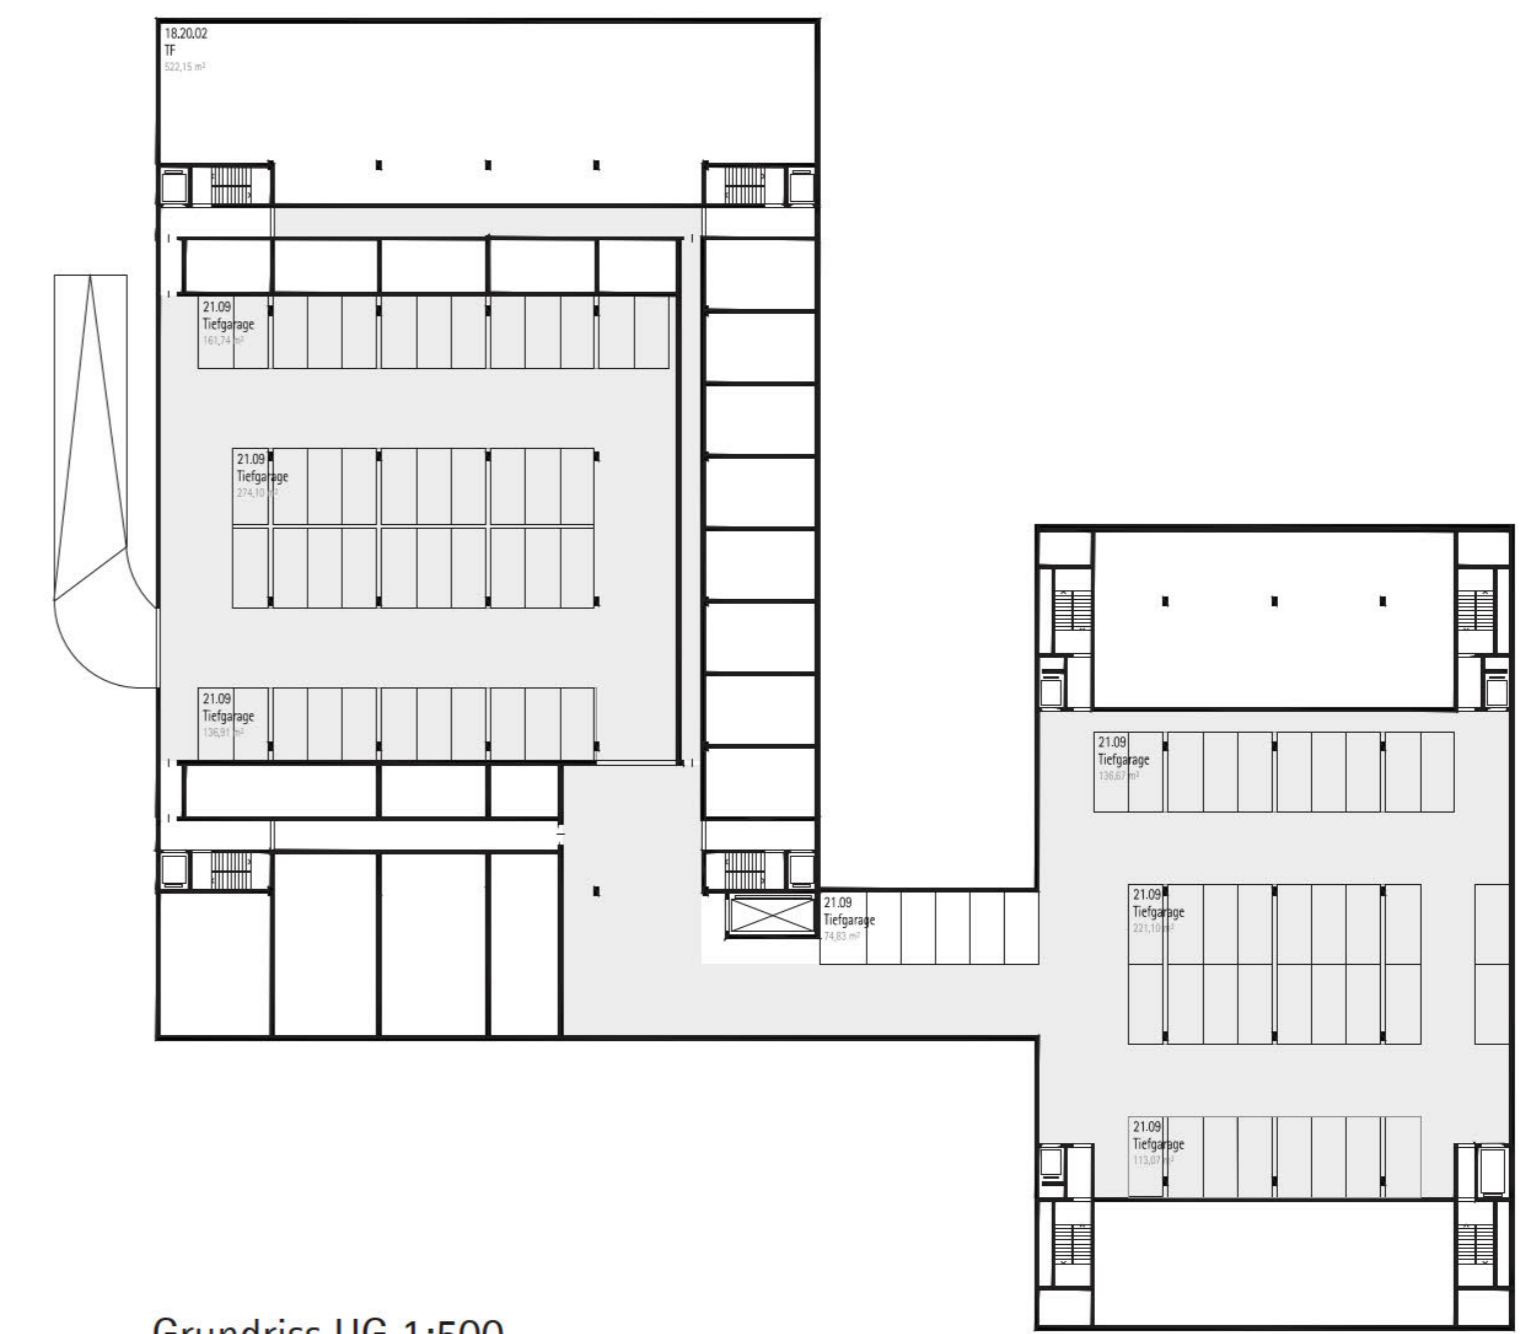 18.20.02
TF
522,15 m²
21.09
Tiefgarage
161,74 m²
21.09
Tiefgarage
274,10 m²
21.09
Tiefgarage
136,91 m²
21.09
Tiefgarage
136,67 m²
21.09
Tiefgarage
74,83 m²
21.09
Tiefgarage
221,10 m²
21.09
Tiefgarage
113,07 m²
Grundriss UG 1:500